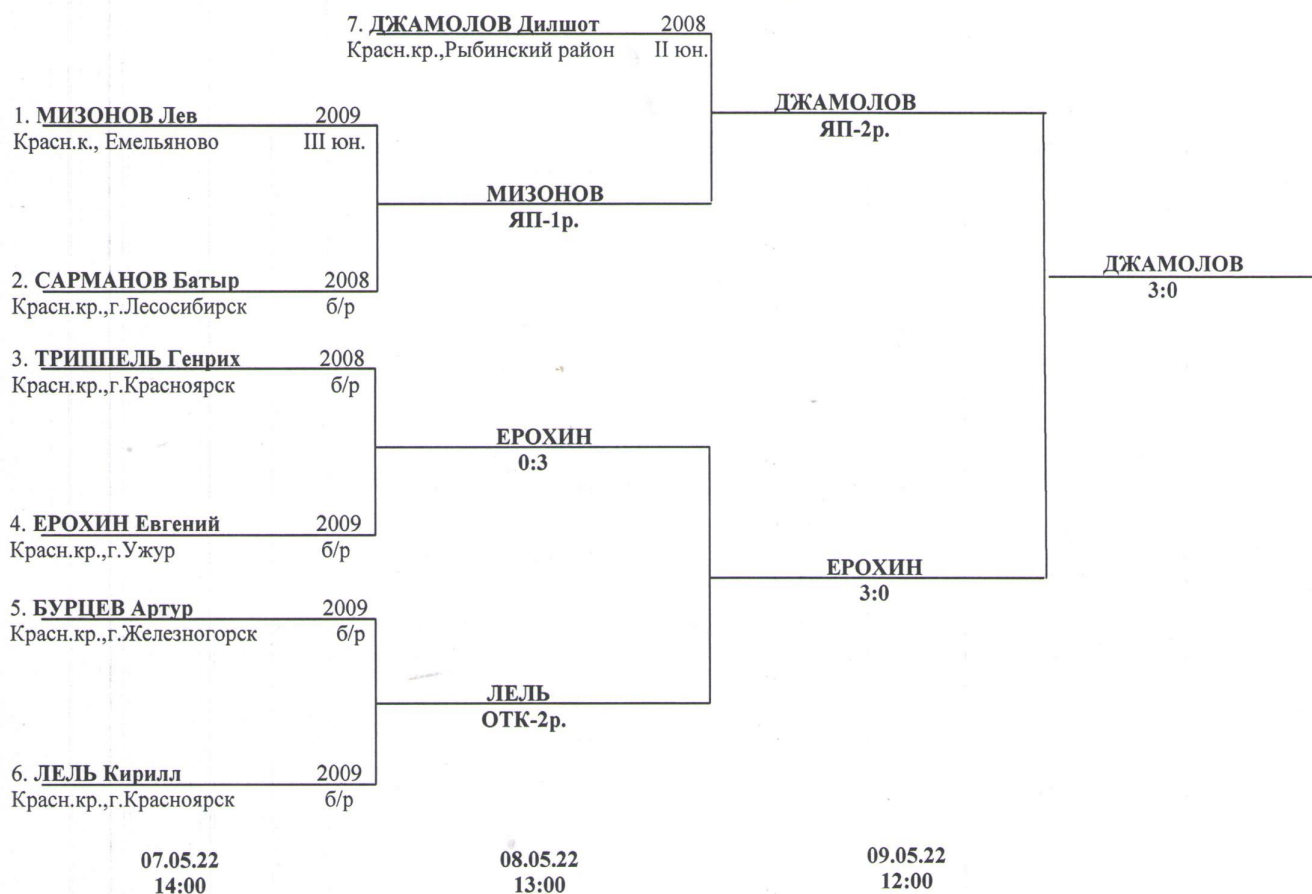 7. ДЖАМОЛОВ Дилшот 2008
Красн.кр.,Рыбинский район II юн.
1. МИЗОНОВ Лев 2009
Красн.к., Емельяново III юн.
ДЖАМОЛОВ
ЯП-2р.
МИЗОНОВ
ЯП-1р.
2. САРМАНОВ Батыр 2008
Красн.кр.,г.Лесосибирск б/р
ДЖАМОЛОВ
3:0
3. ТРИППЕЛЬ Генрих 2008
Красн.кр.,г.Красноярск б/р
ЕРОХИН
0:3
4. ЕРОХИН Евгений 2009
Красн.кр.,г.Ужур б/р
ЕРОХИН
3:0
5. БУРЦЕВ Артур 2009
Красн.кр.,г.Железногорск б/р
ЛЕЛЬ
ОТК-2р.
6. ЛЕЛЬ Кирилл 2009
Красн.кр.,г.Красноярск б/р
07.05.22 08.05.22 09.05.22
14:00 13:00 12:00